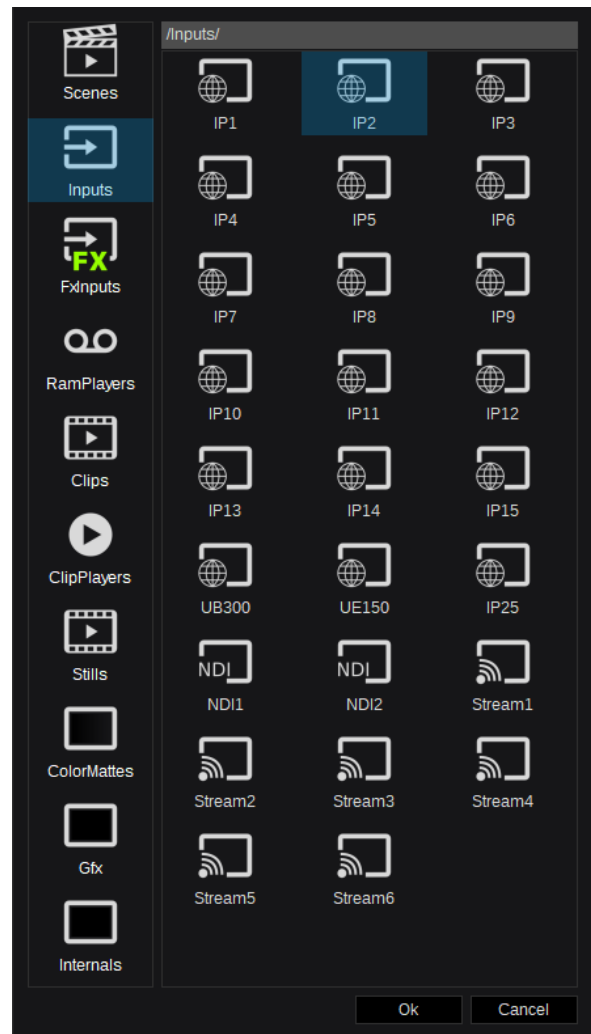 /Inputs/
Scenes
Inputs
FX
FxInputs
RamPlayers
Clips
ClipPlayers
Stills
ColorMattes
Gfx
Internals
IP1 IP2 IP3
IP4 IP5 IP6
IP7 IP8 IP9
IP10 IP11 IP12
IP13 IP14 IP15
UB300 UE150 IP25
NDI NDI
NDI1 NDI2 Stream1
Stream2 Stream3 Stream4
Stream5 Stream6
Ok Cancel